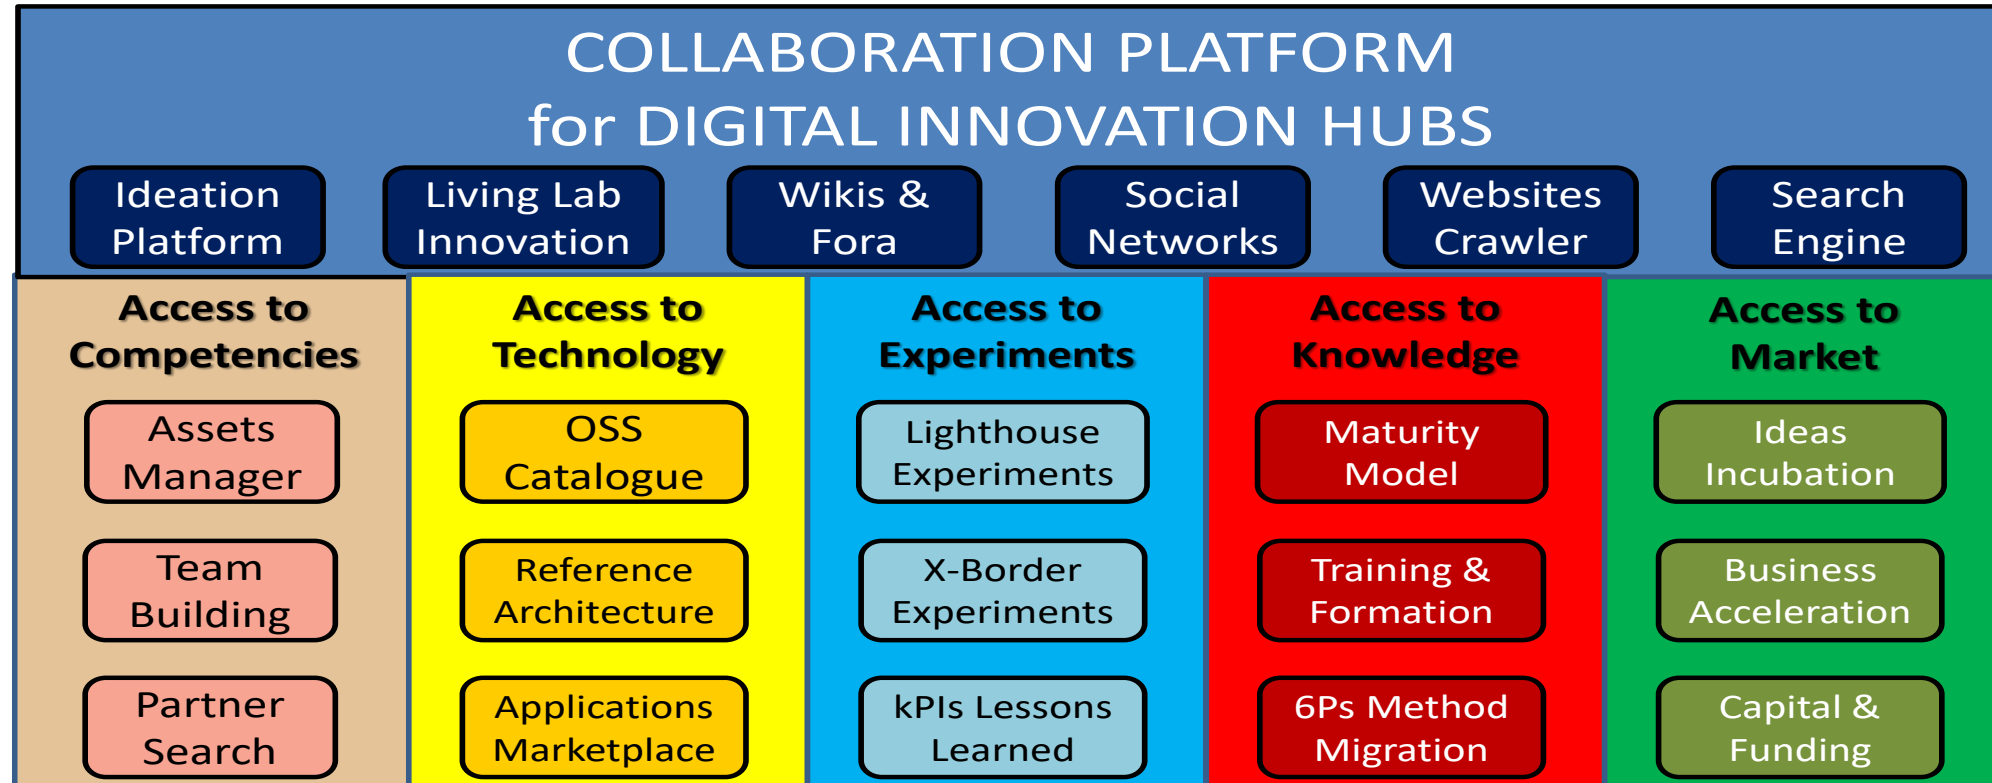 COLLABORATION PLATFORM
for DIGITAL INNOVATION HUBS
Ideation
Platform
Living Lab
Innovation
Wikis &
Fora
Social
Networks
Websites
Crawler
Search
Engine
Access to
Competencies
Assets
Manager
Team
Building
Partner
Search
Access to
Technology
OSS
Catalogue
Reference
Architecture
Applications
Marketplace
Access to
Experiments
Lighthouse
Experiments
X-Border
Experiments
kPIs Lessons
Learned
Access to
Knowledge
Maturity
Model
Training &
Formation
6Ps Method
Migration
Access to
Market
Ideas
Incubation
Business
Acceleration
Capital &
Funding